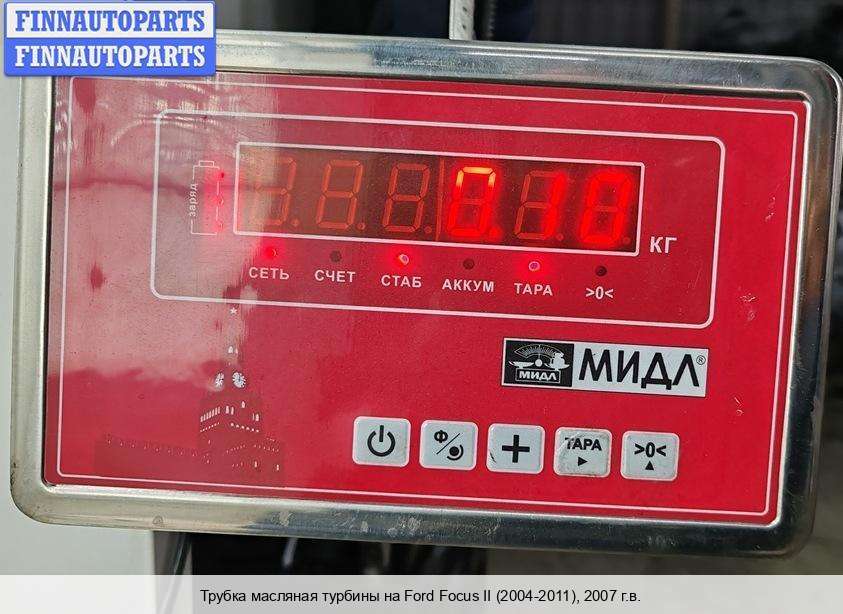 FINNAUTOPARTS
FINNAUTOPARTS
заряд
0.10
КГ
СЕТЬ СЧЕТ СТАБ АККУМ ТАРА >0<
МИДЛ МИДЛ®
Ф ТАРА >0<
Трубка масляная турбины на Ford Focus II (2004-2011), 2007 г.в.